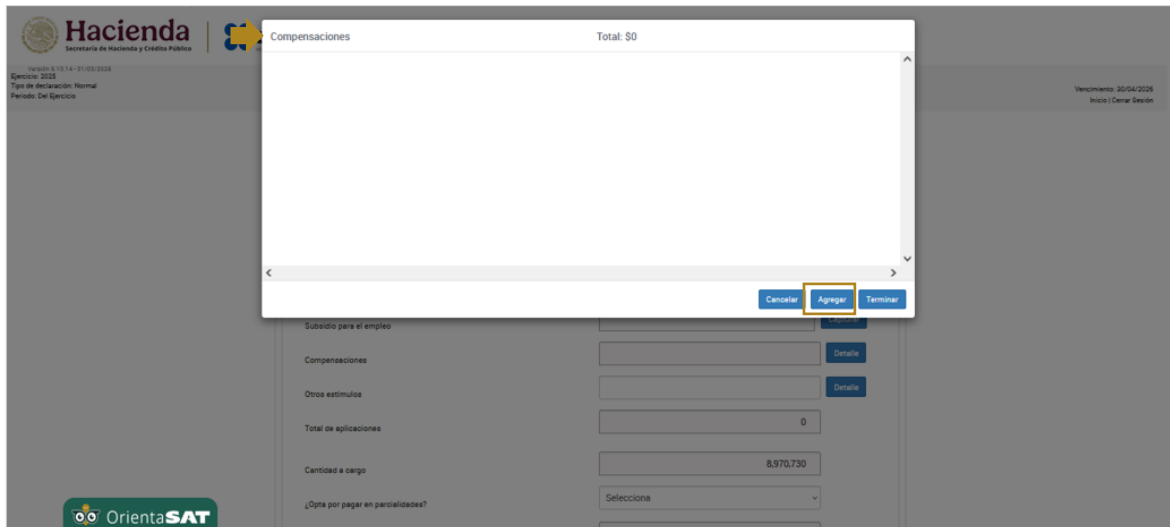 Hacienda
Secretaría de Hacienda y Crédito Público
Versión 6.10.14 - 31/03/2026
Ejercicio: 2025
Tipo de declaración: Normal
Periodo: Del Ejercicio
Vencimiento: 30/04/2026
Inicio | Cerrar Sesión
Compensaciones Total: $0
Cancelar Agregar Terminar
Subsidio para el empleo
Compensaciones Detalle
Otros estímulos Detalle
Total de aplicaciones 0
Cantidad a cargo 8,970,730
¿Opta por pagar en parcialidades? Selecciona
OrientaSAT